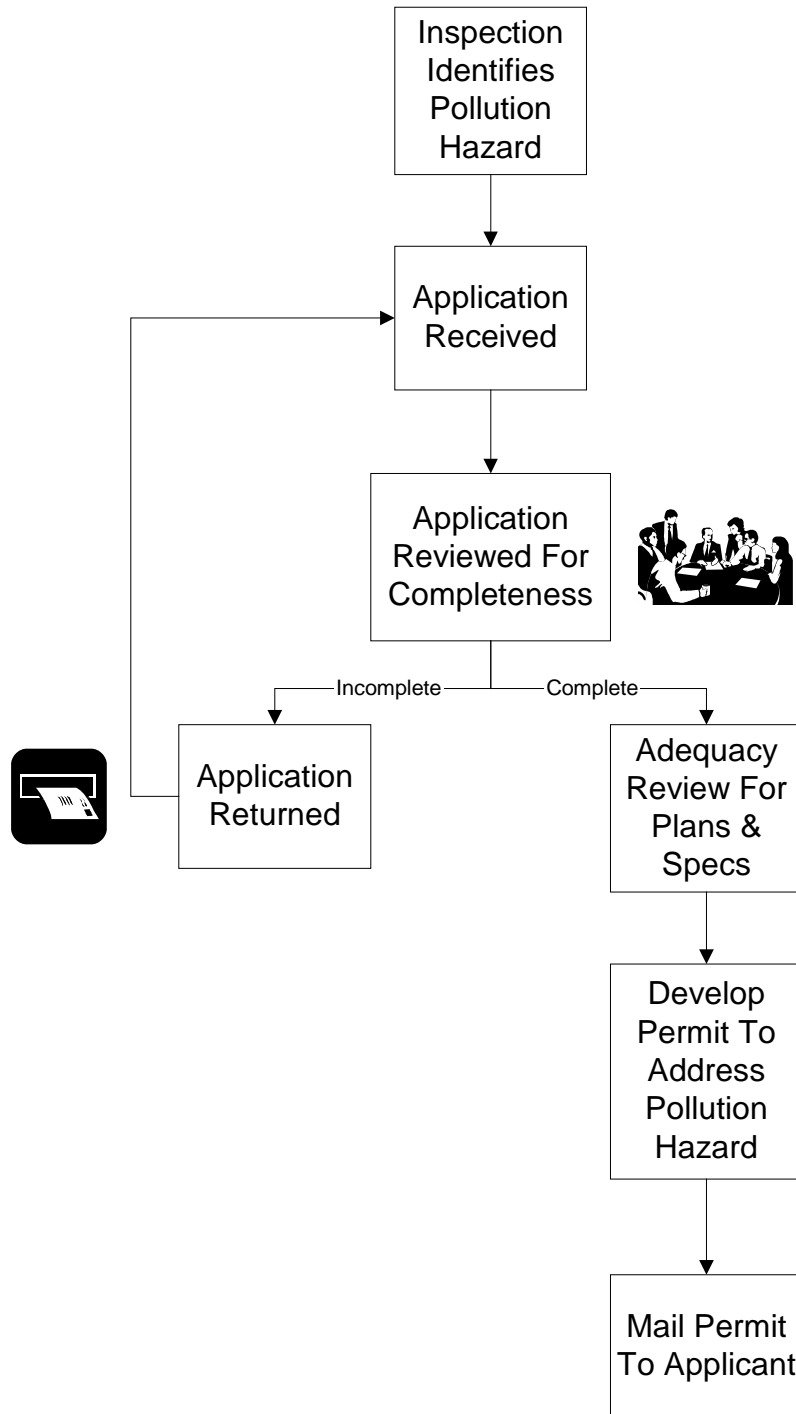 Inspection
Identifies
Pollution
Hazard
Application
Received
Application
Reviewed For
Completeness
Incomplete
Complete
Application
Returned
Adequacy
Review For
Plans &
Specs
Develop
Permit To
Address
Pollution
Hazard
Mail Permit
To Applicant